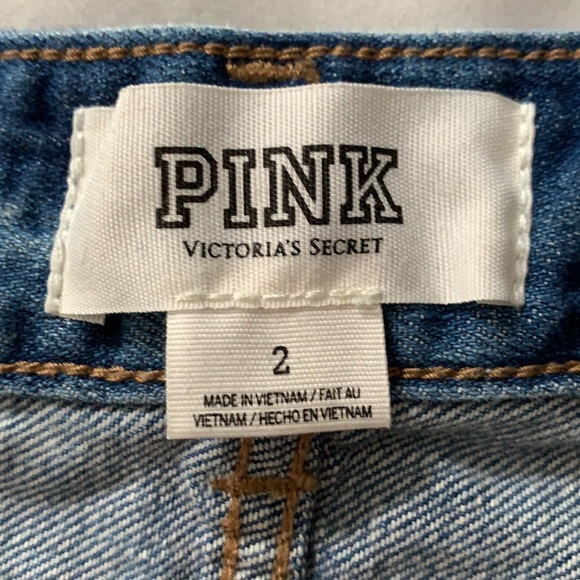 PINK
VICTORIA'S SECRET
2
MADE IN VIETNAM / FAIT AU
VIETNAM / HECHO EN VIETNAM